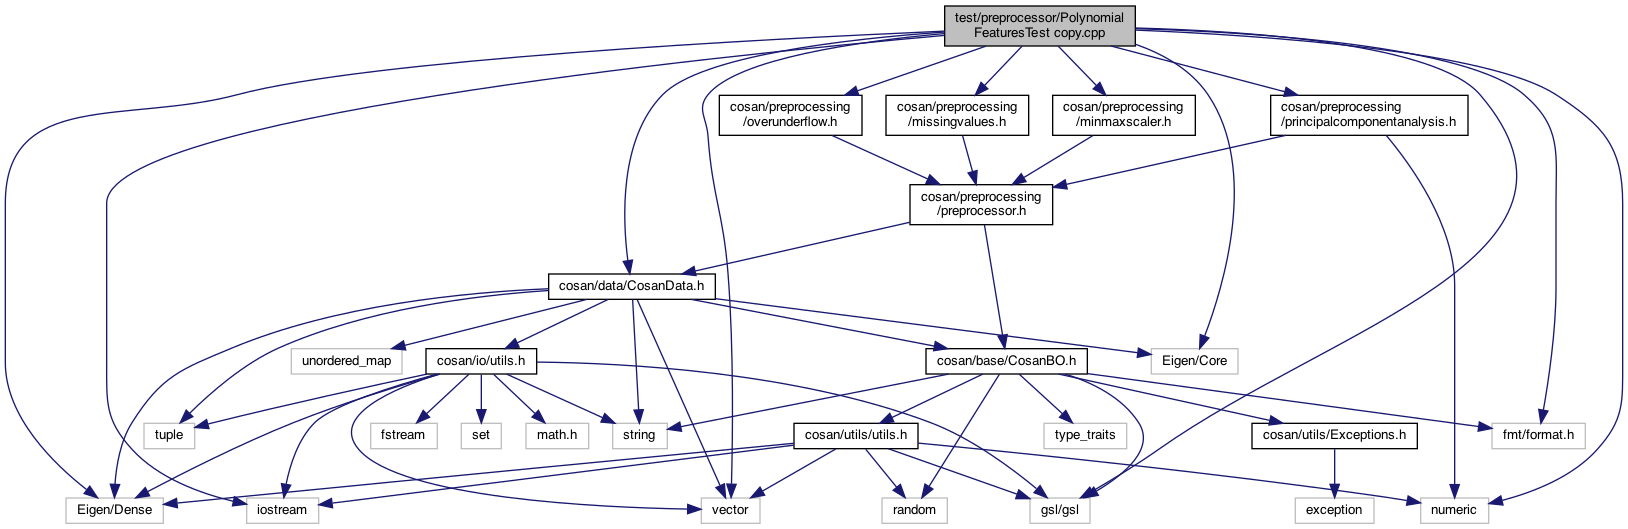 test/preprocessor/Polynomial
FeaturesTest copy.cpp
cosan/preprocessing
/overunderflow.h
cosan/preprocessing
/missingvalues.h
cosan/preprocessing
/minmaxscaler.h
cosan/preprocessing
/principalcomponentanalysis.h
cosan/preprocessing
/preprocessor.h
cosan/data/CosanData.h
unordered_map
cosan/io/utils.h
cosan/base/CosanBO.h
Eigen/Core
tuple
fstream
set
math.h
string
cosan/utils/utils.h
type_traits
cosan/utils/Exceptions.h
fmt/format.h
Eigen/Dense
iostream
vector
random
gsl/gsl
exception
numeric